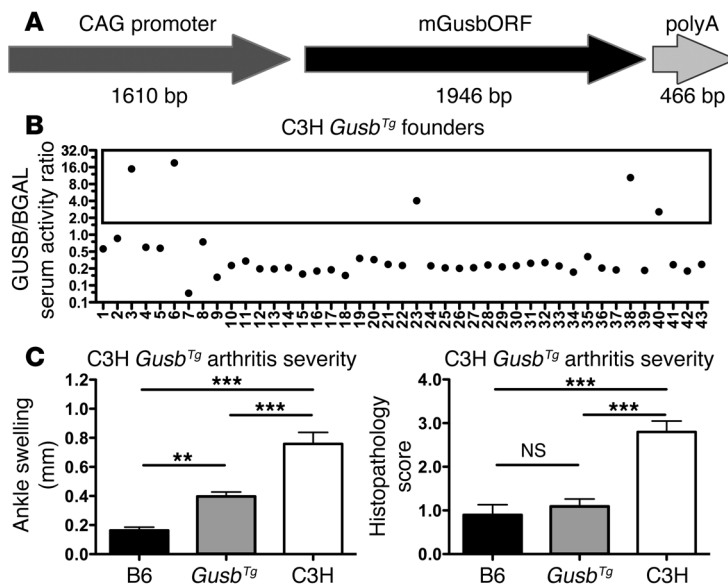 A
CAG promoter mGusbORF polyA
1610 bp 1946 bp 466 bp
B
C3H Gusb^Tg founders
GUSB/BGAL
serum activity ratio
32.0
16.0
8.0
4.0
2.0
1.0
0.5
0.2
0.1
0.1
1 2 3 4 5 6 7 8 9 10 11 12 13 14 15 16 17 18 19 20 21 22 23 24 25 26 27 28 29 30 31 32 33 34 35 36 37 38 39 40 41 42 43
C
C3H Gusb^Tg arthritis severity
Ankle swelling
(mm)
1.2
1.0
0.8
0.6
0.4
0.2
0.0
***
***
**
B6 Gusb^Tg C3H
C3H Gusb^Tg arthritis severity
Histopathology
score
4.0
3.0
2.0
1.0
0.0
***
***
NS
B6 Gusb^Tg C3H